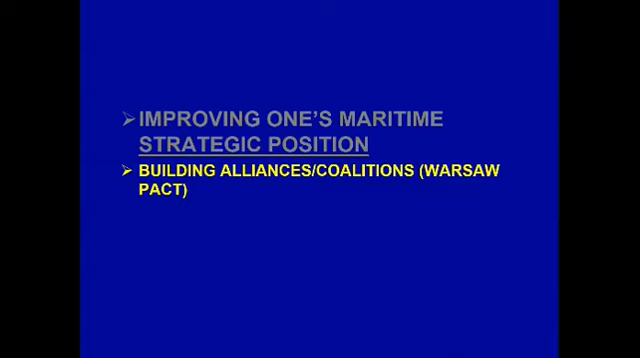 ➢ IMPROVING ONE'S MARITIME
STRATEGIC POSITION
➢ BUILDING ALLIANCES/COALITIONS (WARSAW
PACT)